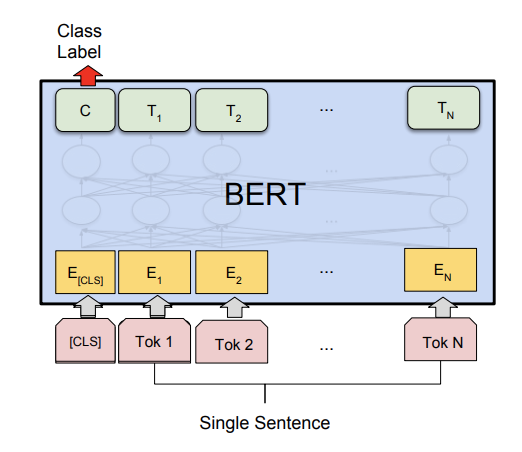 Class
Label
C T1 T2 ... TN
...
BERT
...
E[CLS] E1 E2 ... EN
[CLS] Tok 1 Tok 2 ... Tok N
Single Sentence